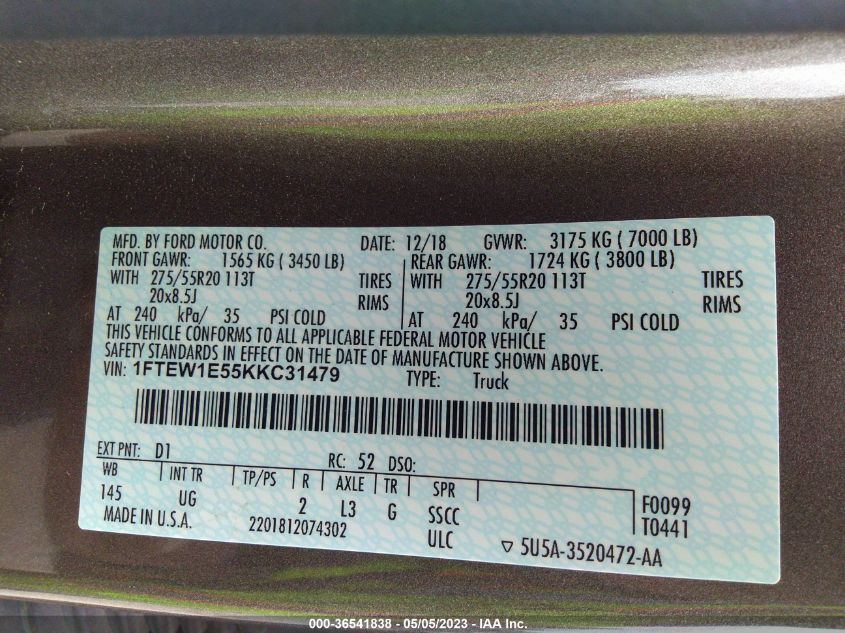 MFD. BY FORD MOTOR CO. DATE: 12/18 GVWR: 3175 KG ( 7000 LB)
FRONT GAWR: 1565 KG ( 3450 LB) REAR GAWR: 1724 KG ( 3800 LB)
WITH 275/55R20 113T TIRES WITH 275/55R20 113T TIRES
20x8.5J RIMS 20x8.5J RIMS
AT 240 kPa/ 35 PSI COLD AT 240 kPa/ 35 PSI COLD
THIS VEHICLE CONFORMS TO ALL APPLICABLE FEDERAL MOTOR VEHICLE
SAFETY STANDARDS IN EFFECT ON THE DATE OF MANUFACTURE SHOWN ABOVE.
VIN: 1FTEW1E55KKC31479 TYPE: Truck
EXT PNT: D1 RC: 52 DSO:
WB INT TR TP/PS R AXLE TR SPR
145 UG 2 L3 G SSCC F0099
MADE IN U.S.A. 2201812074302 ULC T0441
5U5A-3520472-AA
000-36541838 - 05/05/2023 - IAA Inc.